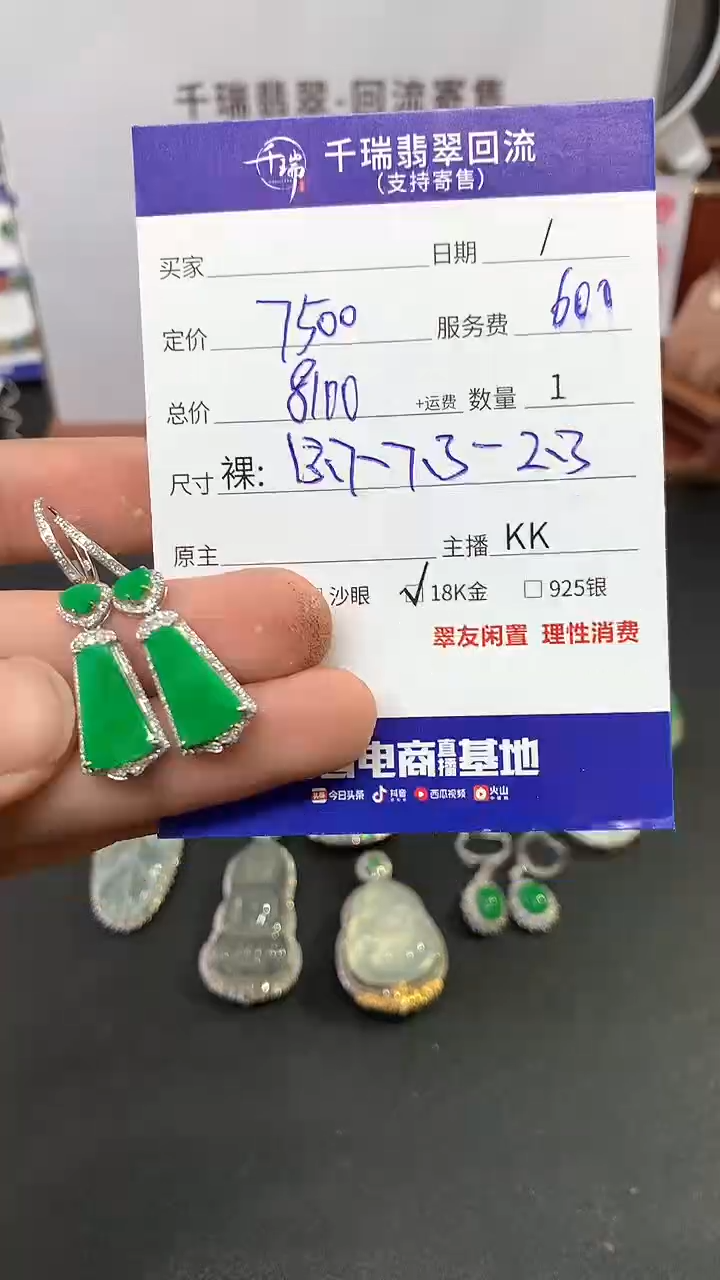 千瑞翡翠-回流寄售
千瑞 千瑞翡翠回流
(支持寄售)
买家 日期 /
定价 7500 服务费 600
总价 8100 +运费 数量 1
尺寸 裸: 13.7-7.3-2.3
原主 主播 KK
沙眼 ✓ 18K金 □ 925银
翠友闲置 理性消费
电商直播基地
头条 今日头条 抖音 西瓜视频 火山